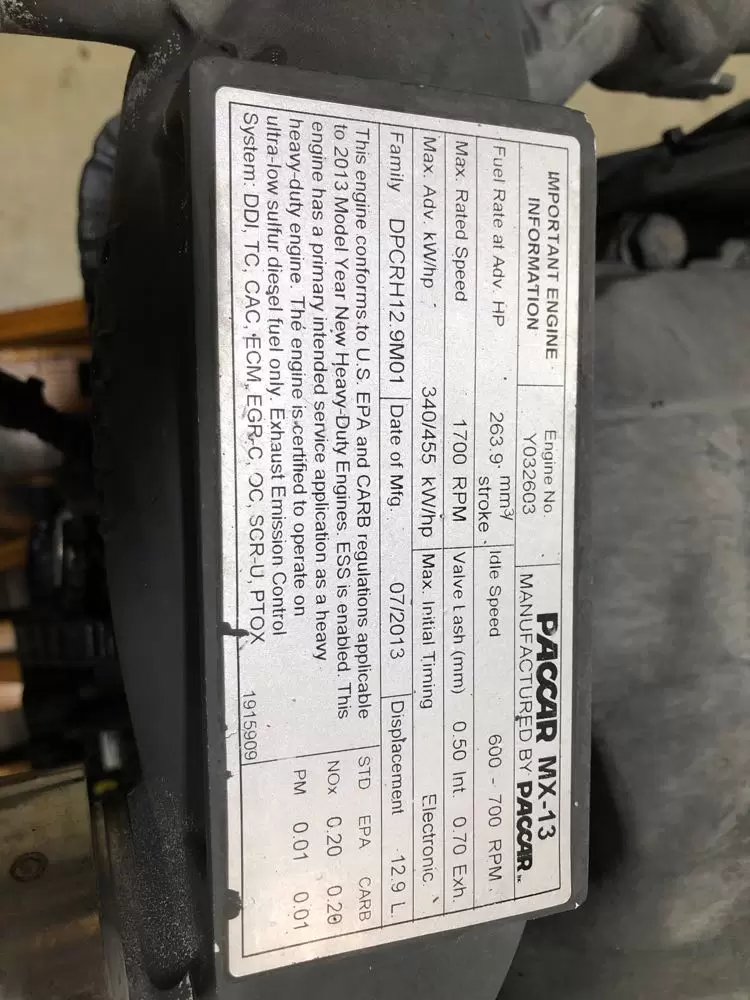 IMPORTANT ENGINE
INFORMATION
Engine No.
Y032603
PACCAR MX-13
MANUFACTURED BY PACCAR™
Fuel Rate at Adv. HP 263.9 mm³/
stroke
Idle Speed 600 - 700 RPM
Max. Rated Speed 1700 RPM
Valve Lash (mm) 0.50 Int. 0.70 Exh.
Max. Adv. kW/hp 340/455 kW/hp
Max. Initial Timing Electronic.
Family DPCRH12.9M01
Date of Mfg. 07/2013
Displacement 12.9 L.
This engine conforms to U.S. EPA and CARB regulations applicable
to 2013 Model Year New Heavy-Duty Engines. ESS is enabled. This
engine has a primary intended service application as a heavy
heavy-duty engine. The engine is certified to operate on
ultra-low sulfur diesel fuel only. Exhaust Emission Control
System: DDI, TC, CAC, ECM, EGR-C, OC, SCR-U, PTOX
1915909
STD EPA CARB
NOx 0.20 0.20
PM 0.01 0.01